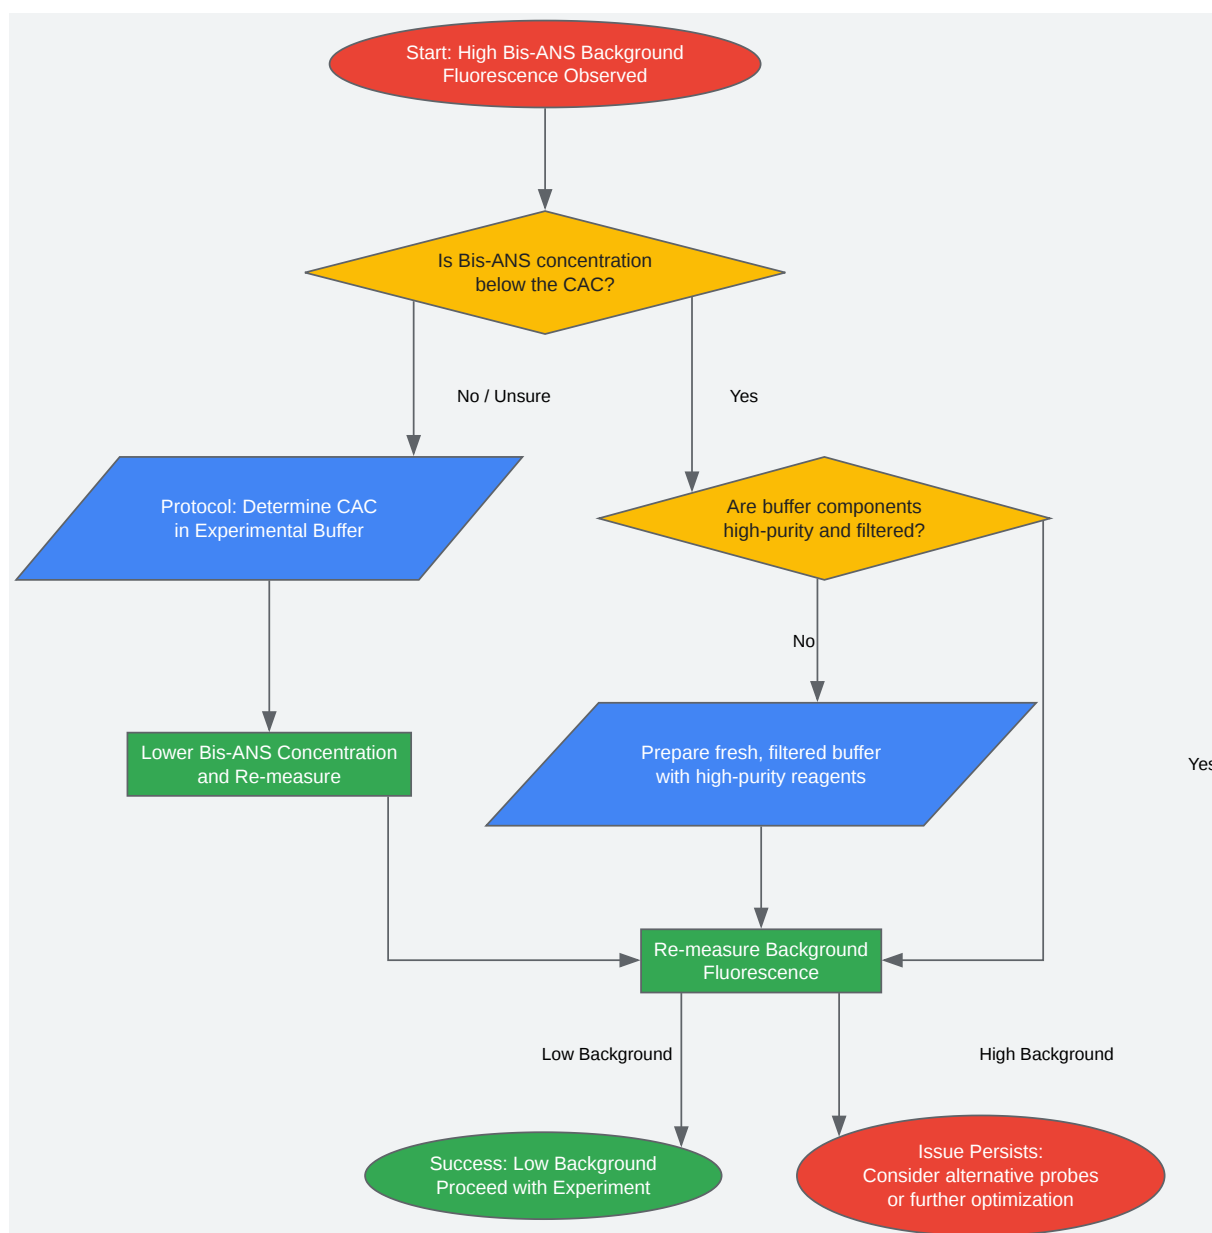 Start: High Bis-ANS Background
Fluorescence Observed
Is Bis-ANS concentration
below the CAC?
No / Unsure
Yes
Protocol: Determine CAC
in Experimental Buffer
Are buffer components
high-purity and filtered?
No
Lower Bis-ANS Concentration
and Re-measure
Prepare fresh, filtered buffer
with high-purity reagents
Yes
Re-measure Background
Fluorescence
Low Background
High Background
Success: Low Background
Proceed with Experiment
Issue Persists:
Consider alternative probes
or further optimization